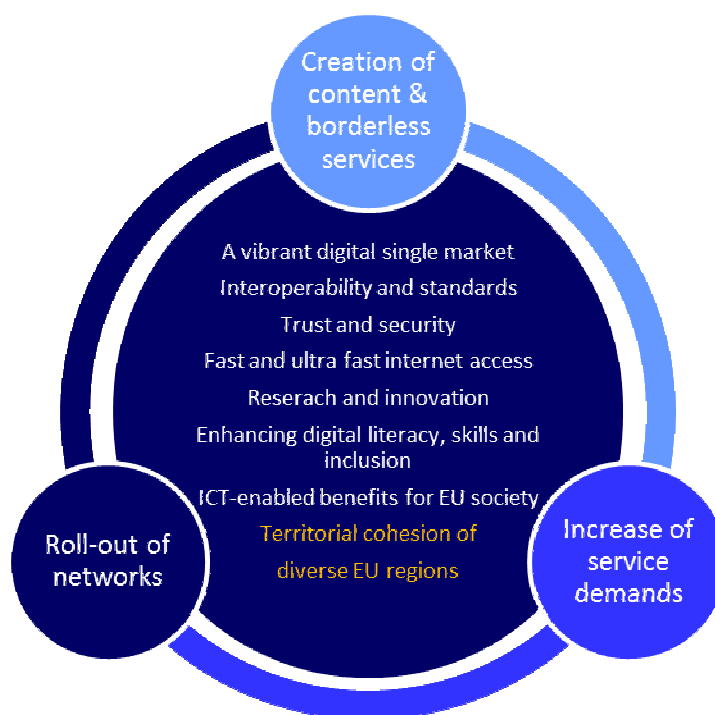 Creation of
content &
borderless
services
A vibrant digital single market
Interoperability and standards
Trust and security
Fast and ultra fast internet access
Reserach and innovation
Enhancing digital literacy, skills and
inclusion
ICT-enabled benefits for EU society
Territorial cohesion of
diverse EU regions
Roll-out of
networks
Increase of
service
demands